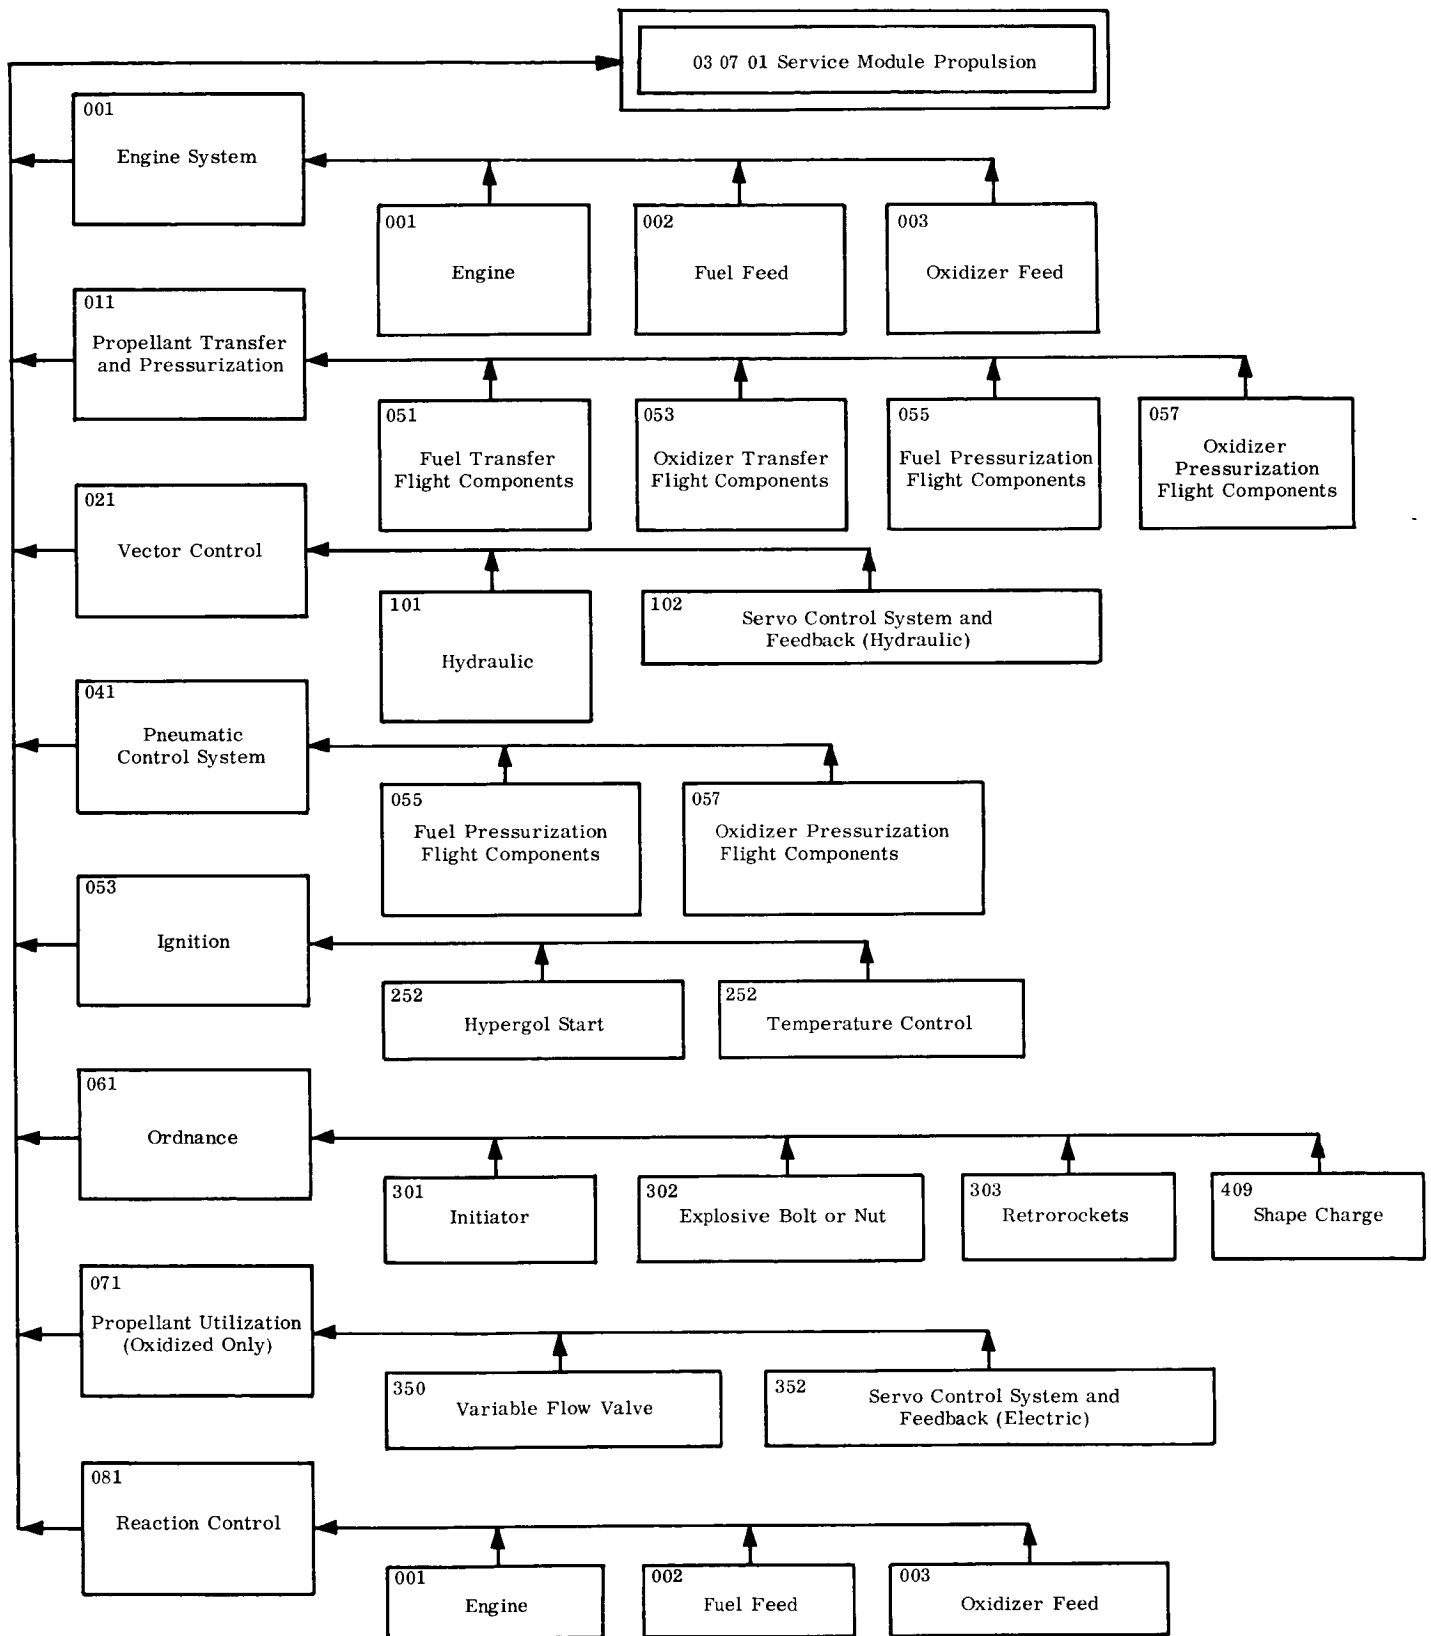 03 07 01 Service Module Propulsion
001
Engine System
001
Engine
002
Fuel Feed
003
Oxidizer Feed
011
Propellant Transfer
and Pressurization
051
Fuel Transfer
Flight Components
053
Oxidizer Transfer
Flight Components
055
Fuel Pressurization
Flight Components
057
Oxidizer
Pressurization
Flight Components
021
Vector Control
101
Hydraulic
102
Servo Control System and
Feedback (Hydraulic)
041
Pneumatic
Control System
055
Fuel Pressurization
Flight Components
057
Oxidizer Pressurization
Flight Components
053
Ignition
252
Hypergol Start
252
Temperature Control
061
Ordnance
301
Initiator
302
Explosive Bolt or Nut
303
Retrorockets
409
Shape Charge
071
Propellant Utilization
(Oxidized Only)
350
Variable Flow Valve
352
Servo Control System and
Feedback (Electric)
081
Reaction Control
001
Engine
002
Fuel Feed
003
Oxidizer Feed